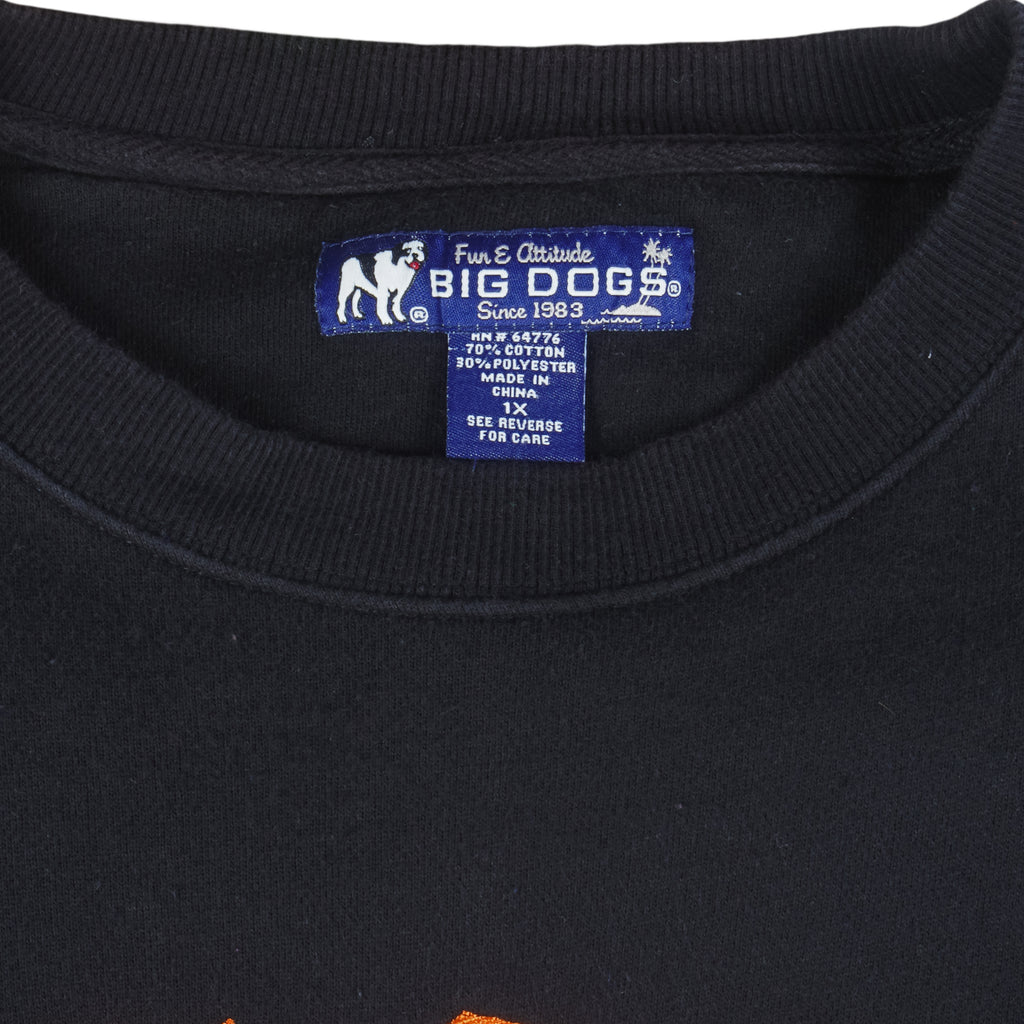 Fun & Attitude
BIG DOGS®
®
Since 1983
RN # 64776
70% COTTON
30% POLYESTER
MADE IN
CHINA
1X
SEE REVERSE
FOR CARE